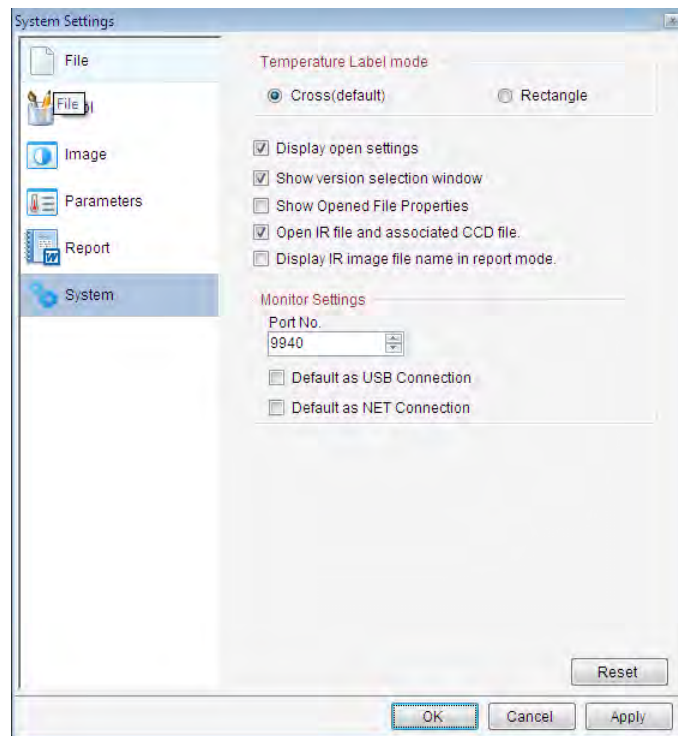 System Settings
File
File
ol
Image
Parameters
Report
System
Temperature Label mode
Cross(default)
Rectangle
Display open settings
Show version selection window
Show Opened File Properties
Open IR file and associated CCD file.
Display IR image file name in report mode.
Monitor Settings
Port No.
9940
Default as USB Connection
Default as NET Connection
Reset
OK
Cancel
Apply